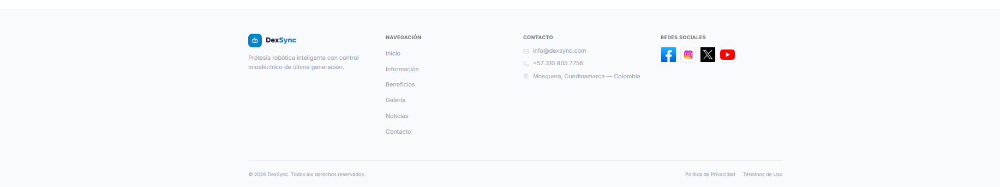 DexSync
Prótesis robótica inteligente con control
mioeléctrico de última generación.
NAVEGACIÓN
Inicio
Información
Beneficios
Galería
Noticias
Contacto
CONTACTO
info@dexsync.com
+57 310 805 7756
Mosquera, Cundinamarca — Colombia
REDES SOCIALES
© 2026 DexSync. Todos los derechos reservados.
Política de Privacidad
Términos de Uso